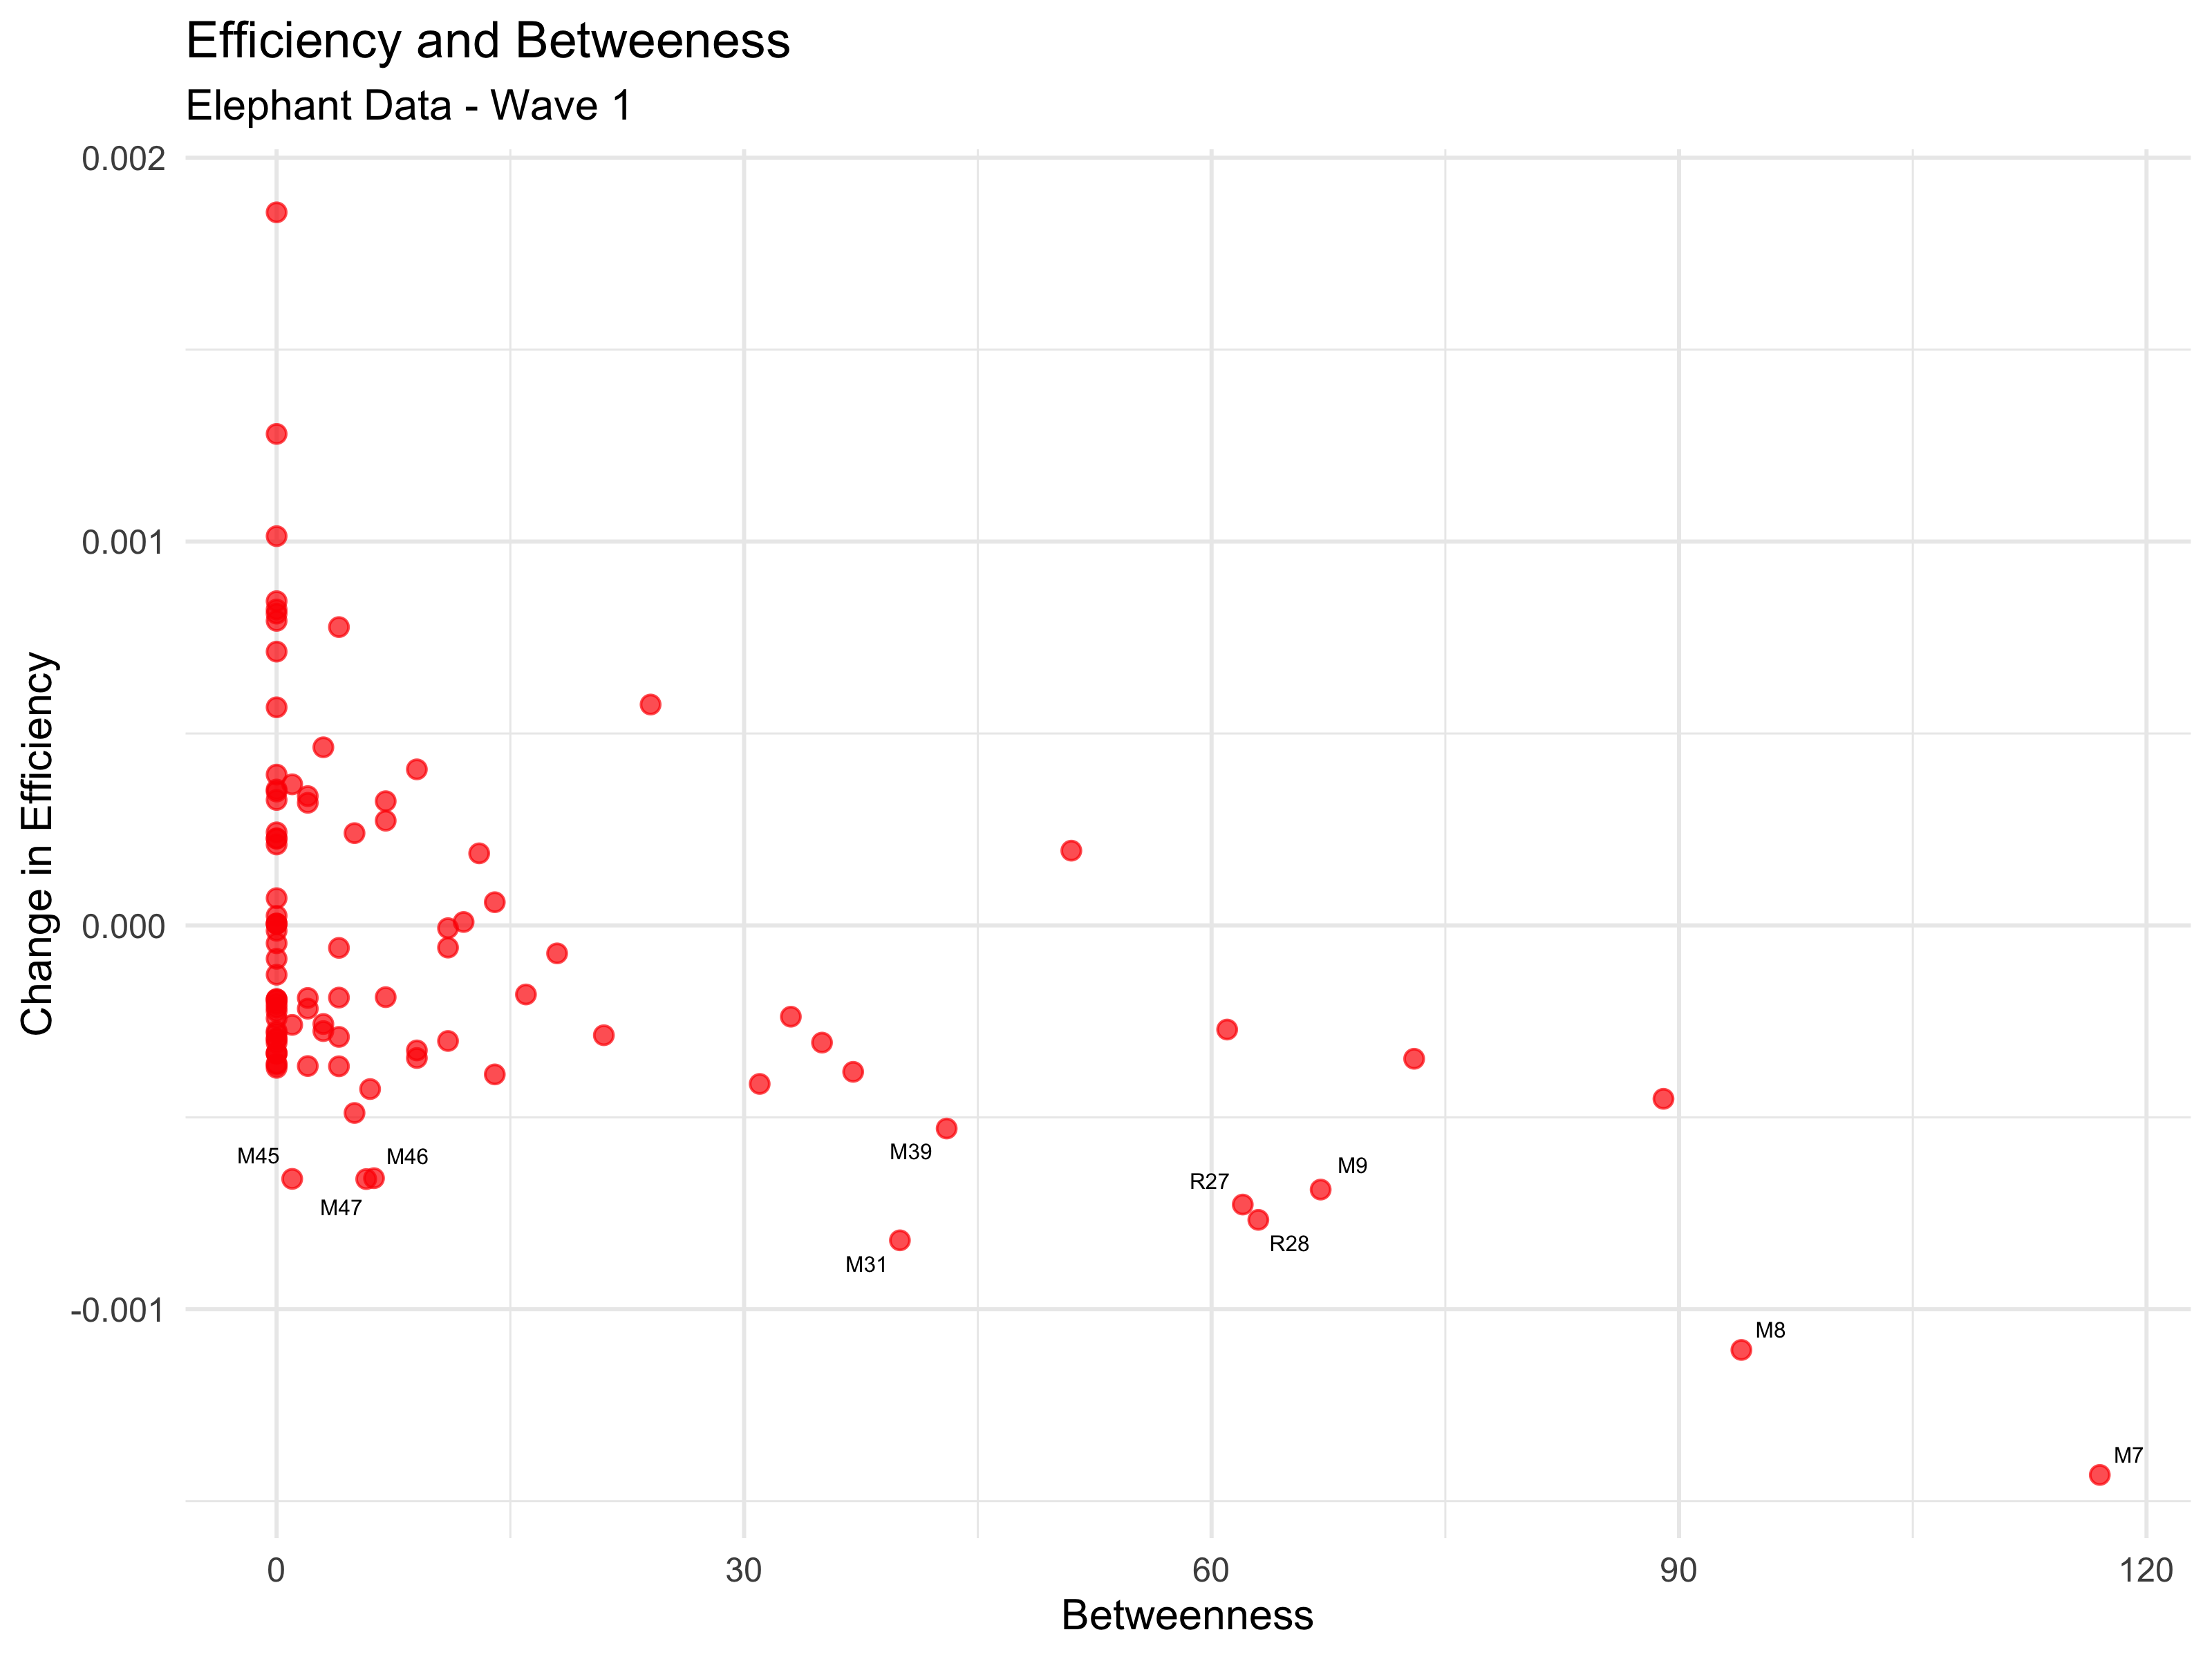 Efficiency and Betweeness
Elephant Data - Wave 1
0.002
0.001
0.000
-0.001
Change in Efficiency
M45
M46
M47
M39
M31
R27
M9
R28
M8
M7
0 30 60 90 120
Betweenness